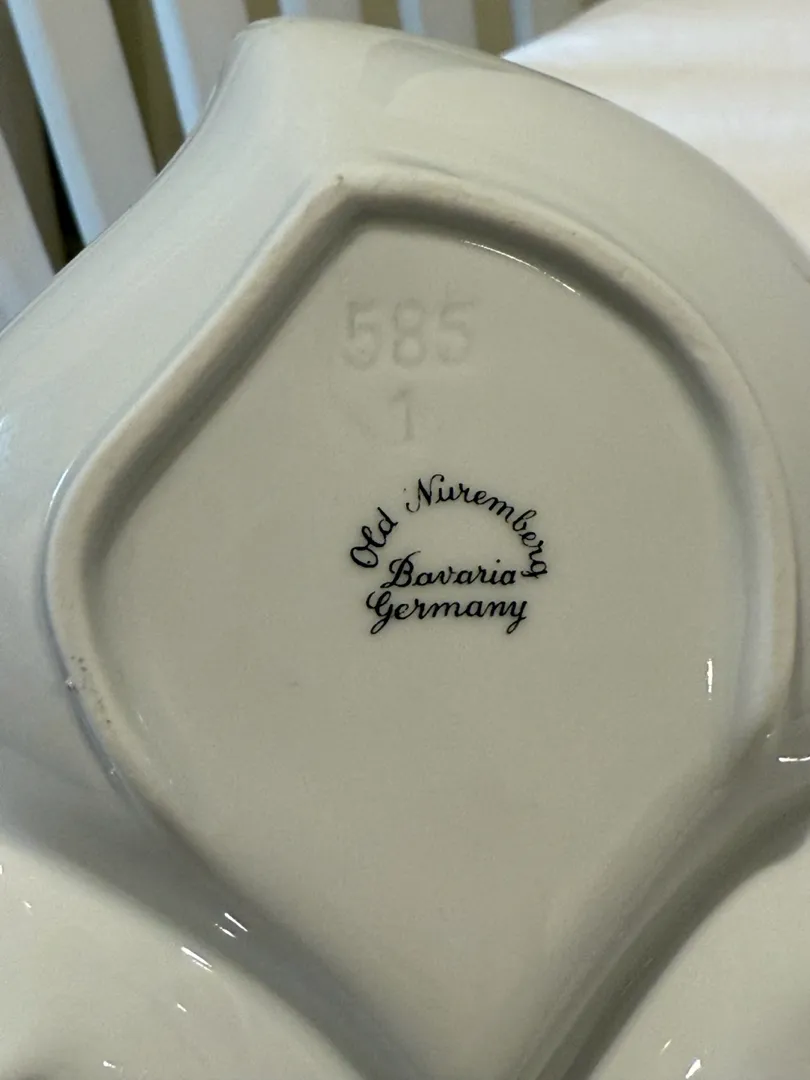 585
1
Old Nuremberg
Bavaria
Germany